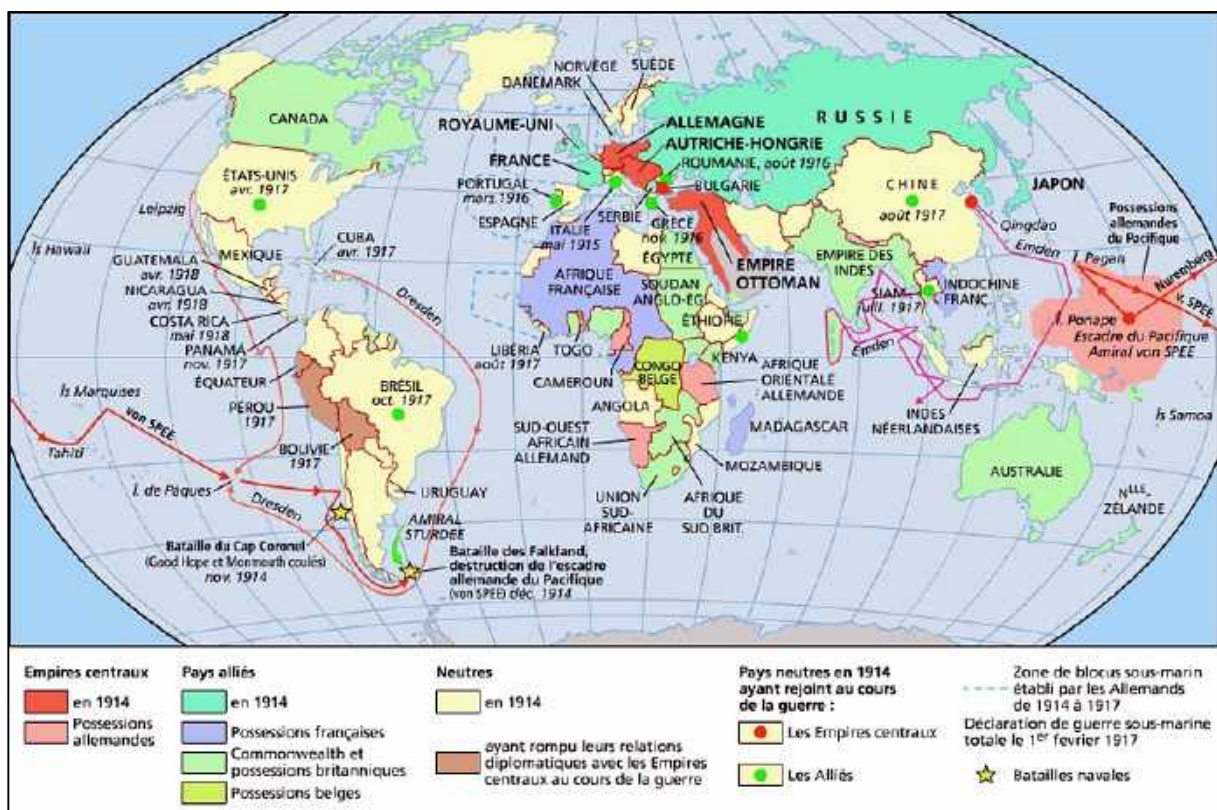 NORVÈGE
SUÈDE
DANEMARK
CANADA
ROYAUME-UNI
ALLEMAGNE
RUSSIE
AUTRICHE-HONGRIE
FRANCE
ROUMANIE, août 1916
ÉTATS-UNIS
avr. 1917
PORTUGAL
mars 1916
BULGARIE
CHINE
août 1917
JAPON
Leipzig
ESPAGNE
SERBIE
GRÈCE
nov. 1916
Qingdao
Possessions
allemandes
du Pacifique
Îs Hawaii
CUBA
avr. 1917
ITALIE
mai 1915
Emden
MEXIQUE
ÉGYPTE
EMPIRE DES
INDES
Î. Pagan
Nuremberg
GUATEMALA
avr. 1918
AFRIQUE
FRANÇAISE
EMPIRE
OTTOMAN
NICARAGUA
avr. 1918
Dresden
SOUDAN
ANGLO-ÉG.
SIAM
juill. 1917
INDOCHINE
FRANÇ.
v. SPEE
COSTA RICA
mai 1918
ÉTHIOPIE
Î. Ponape
Escadre du Pacifique
Amiral von SPEE
PANAMA
nov. 1917
LIBÉRIA
août 1917
TOGO
KENYA
Emden
ÉQUATEUR
CAMEROUN
CONGO
BELGE
AFRIQUE
ORIENTALE
ALLEMANDE
BRÉSIL
oct. 1917
Îs Marquises
PÉROU
1917
ANGOLA
INDES
NÉERLANDAISES
Îs Samoa
von SPEE
MADAGASCAR
Tahiti
BOLIVIE
1917
SUD-OUEST
AFRICAIN
ALLEMAND
MOZAMBIQUE
AUSTRALIE
Î. de Pâques
URUGUAY
Dresden
UNION
SUD-
AFRICAINE
AFRIQUE
DU
SUD BRIT.
NLLE-
ZÉLANDE
AMIRAL
STURDEE
Bataille du Cap Coronel
(Good Hope et Monmouth coulés)
nov. 1914
Bataille des Falkland,
destruction de l'escadre
allemande du Pacifique
(von SPEE) déc. 1914
Empires centraux
en 1914
Possessions
allemandes
Pays alliés
en 1914
Possessions françaises
Commonwealth et
possessions britanniques
Possessions belges
Neutres
en 1914
ayant rompu leurs relations
diplomatiques avec les Empires
centraux au cours de la guerre
Pays neutres en 1914
ayant rejoint au cours
de la guerre :
Les Empires centraux
Les Alliés
Zone de blocus sous-marin
établi par les Allemands
de 1914 à 1917
Déclaration de guerre sous-marine
totale le 1er fevrier 1917
Batailles navales